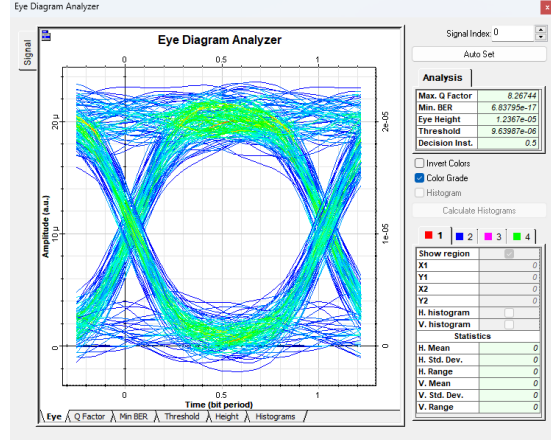 Eye Diagram Analyzer
x
Signal
Eye Diagram Analyzer
0 0.5 1
20 μ
10 μ
0
2e-05
1e-05
0
Amplitude (a.u.)
0 0.5 1
Time (bit period)
Eye Q Factor Min BER Threshold Height Histograms
Signal Index: 0
Auto Set
Analysis
Max. Q Factor 8.26744
Min. BER 6.83795e-17
Eye Height 1.2367e-05
Threshold 9.63987e-06
Decision Inst. 0.5
Invert Colors
Color Grade
Histogram
Calculate Histograms
1 2 3 4
Show region
X1 0
Y1 0
X2 0
Y2 0
H. histogram
V. histogram
Statistics
H. Mean 0
H. Std. Dev. 0
H. Range 0
V. Mean 0
V. Std. Dev. 0
V. Range 0